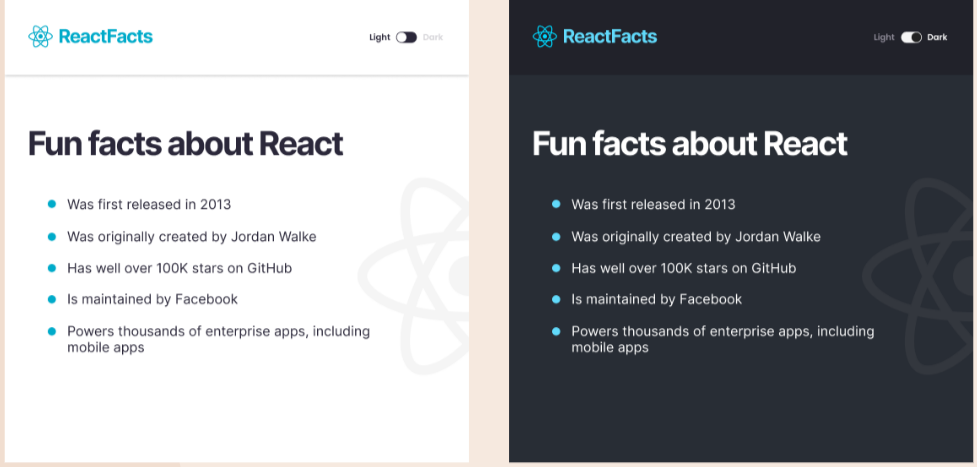 ReactFacts
Light Dark
Fun facts about React
Was first released in 2013
Was originally created by Jordan Walke
Has well over 100K stars on GitHub
Is maintained by Facebook
Powers thousands of enterprise apps, including
mobile apps
ReactFacts
Light Dark
Fun facts about React
Was first released in 2013
Was originally created by Jordan Walke
Has well over 100K stars on GitHub
Is maintained by Facebook
Powers thousands of enterprise apps, including
mobile apps